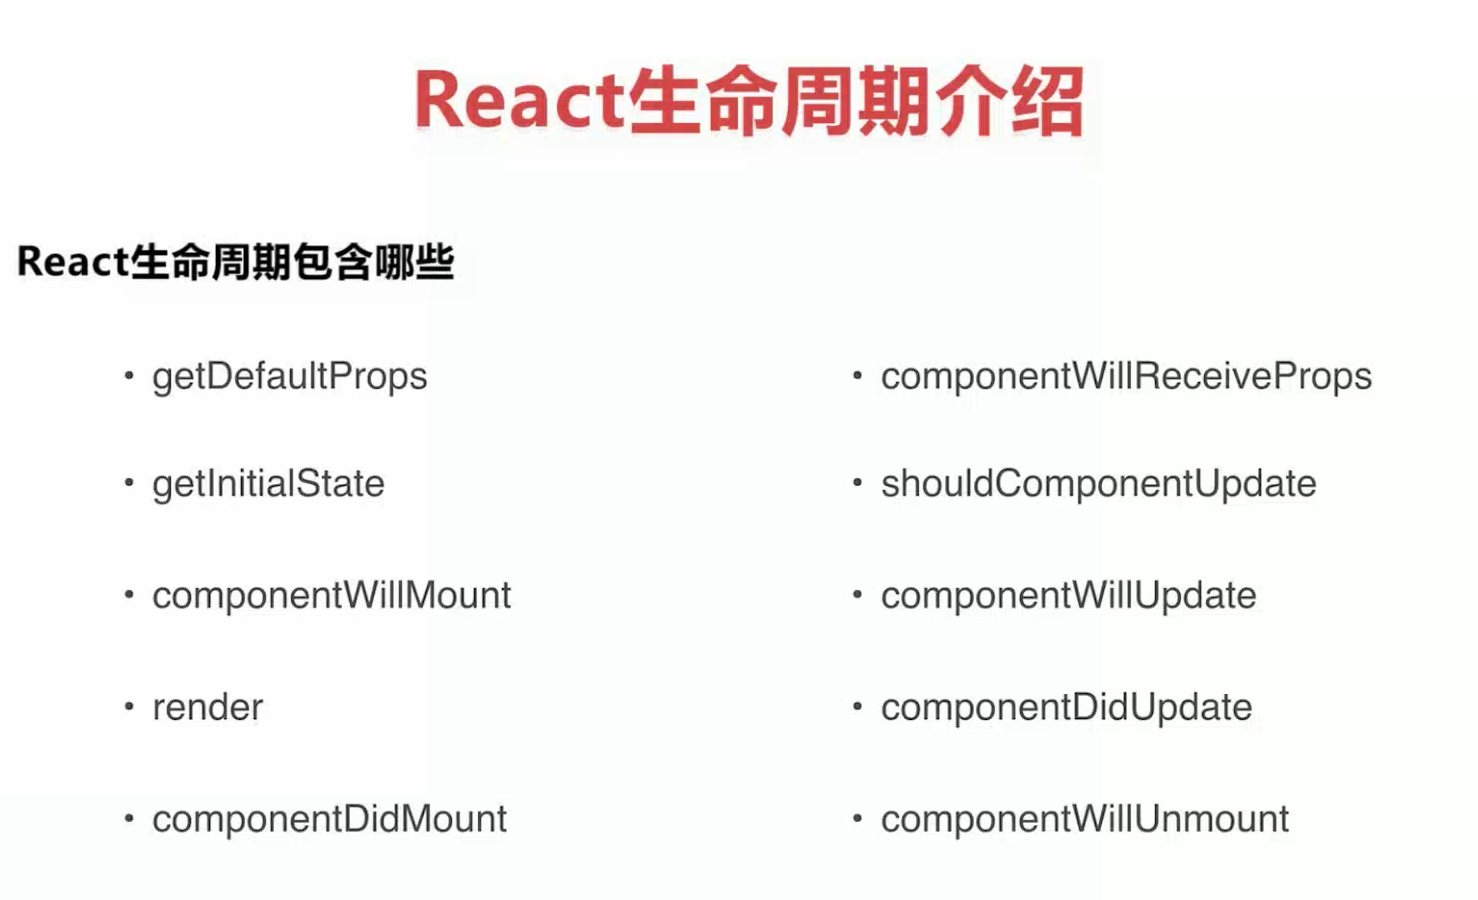 React生命周期介绍
React生命周期包含哪些
• getDefaultProps
• getInitialState
• componentWillMount
• render
• componentDidMount
• componentWillReceiveProps
• shouldComponentUpdate
• componentWillUpdate
• componentDidUpdate
• componentWillUnmount